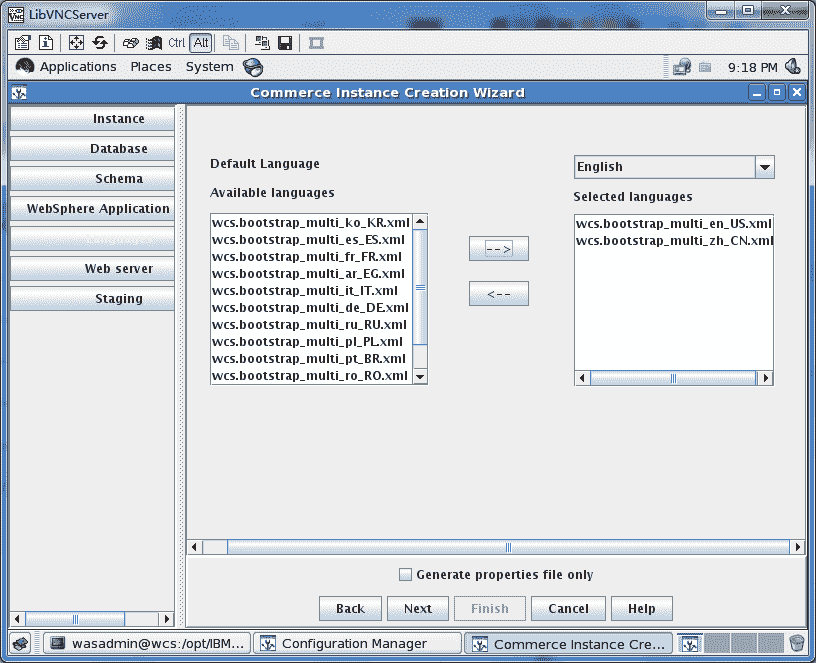 LibVNCServer
Ctrl Alt
Applications Places System 9:18 PM
Commerce Instance Creation Wizard
Instance
Database
Schema
WebSphere Application
Languages
Web server
Staging
Default Language
English
Available languages
Selected languages
wcs.bootstrap_multi_ko_KR.xml
wcs.bootstrap_multi_es_ES.xml
wcs.bootstrap_multi_fr_FR.xml
wcs.bootstrap_multi_ar_EG.xml
wcs.bootstrap_multi_it_IT.xml
wcs.bootstrap_multi_de_DE.xml
wcs.bootstrap_multi_ru_RU.xml
wcs.bootstrap_multi_pl_PL.xml
wcs.bootstrap_multi_pt_BR.xml
wcs.bootstrap_multi_ro_RO.xml
-->
<--
wcs.bootstrap_multi_en_US.xml
wcs.bootstrap_multi_zh_CN.xml
Generate properties file only
Back Next Finish Cancel Help
wasadmin@wcs:/opt/IBM... Configuration Manager Commerce Instance Cre...